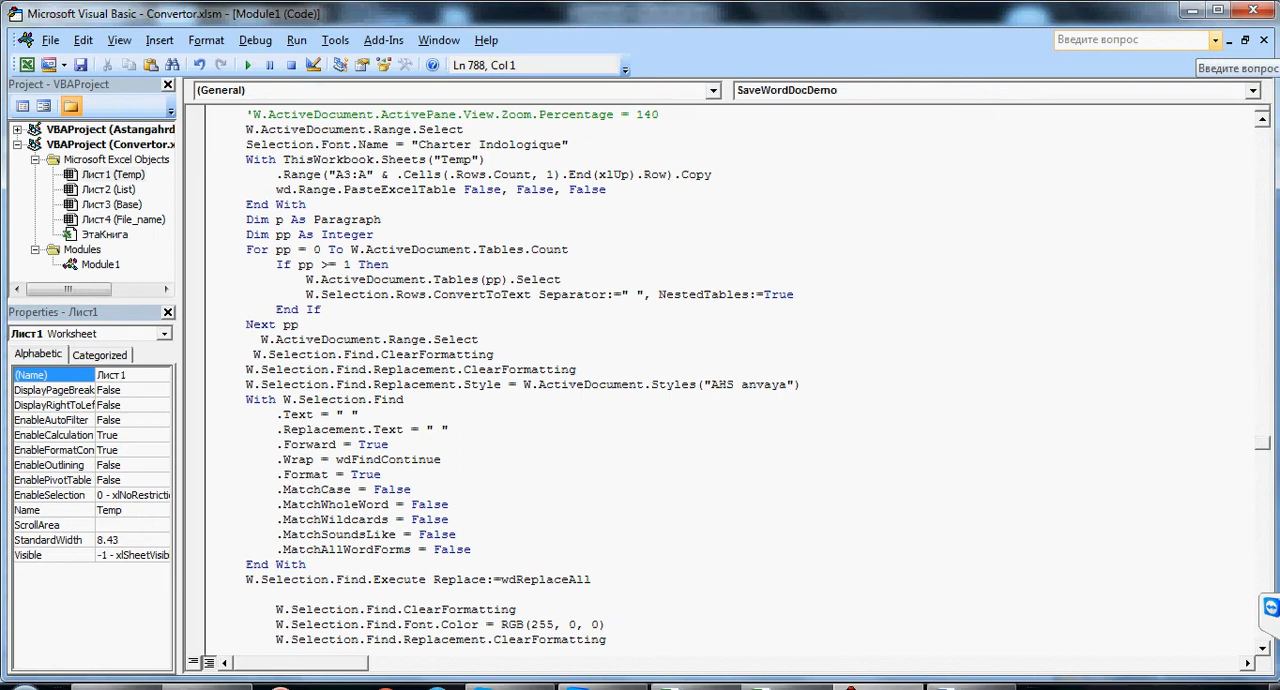 Microsoft Visual Basic - Convertor.xlsm - [Module1 (Code)]
File Edit View Insert Format Debug Run Tools Add-Ins Window Help
Введите вопрос
Ln 788, Col 1
Введите вопрос
Project - VBAProject
(General)
SaveWordDocDemo
VBAProject (Astangahrd
VBAProject (Convertor.x
Microsoft Excel Objects
Лист1 (Temp)
Лист2 (List)
Лист3 (Base)
Лист4 (File_name)
ЭтаКнига
Modules
Module1
Properties - Лист1
Лист1 Worksheet
Alphabetic Categorized
(Name) Лист1
DisplayPageBreak False
DisplayRightToLef False
EnableAutoFilter False
EnableCalculation True
EnableFormatCon True
EnableOutlining False
EnablePivotTable False
EnableSelection 0 - xlNoRestricti
Name Temp
ScrollArea
StandardWidth 8.43
Visible -1 - xlSheetVisib
'W.ActiveDocument.ActivePane.View.Zoom.Percentage = 140
W.ActiveDocument.Range.Select
Selection.Font.Name = "Charter Indologique"
With ThisWorkbook.Sheets("Temp")
.Range("A3:A" & .Cells(.Rows.Count, 1).End(xlUp).Row).Copy
wd.Range.PasteExcelTable False, False, False
End With
Dim p As Paragraph
Dim pp As Integer
For pp = 0 To W.ActiveDocument.Tables.Count
If pp >= 1 Then
W.ActiveDocument.Tables(pp).Select
W.Selection.Rows.ConvertToText Separator:=" ", NestedTables:=True
End If
Next pp
W.ActiveDocument.Range.Select
W.Selection.Find.ClearFormatting
W.Selection.Find.Replacement.ClearFormatting
W.Selection.Find.Replacement.Style = W.ActiveDocument.Styles("AHS anvaya")
With W.Selection.Find
.Text = " "
.Replacement.Text = " "
.Forward = True
.Wrap = wdFindContinue
.Format = True
.MatchCase = False
.MatchWholeWord = False
.MatchWildcards = False
.MatchSoundsLike = False
.MatchAllWordForms = False
End With
W.Selection.Find.Execute Replace:=wdReplaceAll
W.Selection.Find.ClearFormatting
W.Selection.Find.Font.Color = RGB(255, 0, 0)
W.Selection.Find.Replacement.ClearFormatting